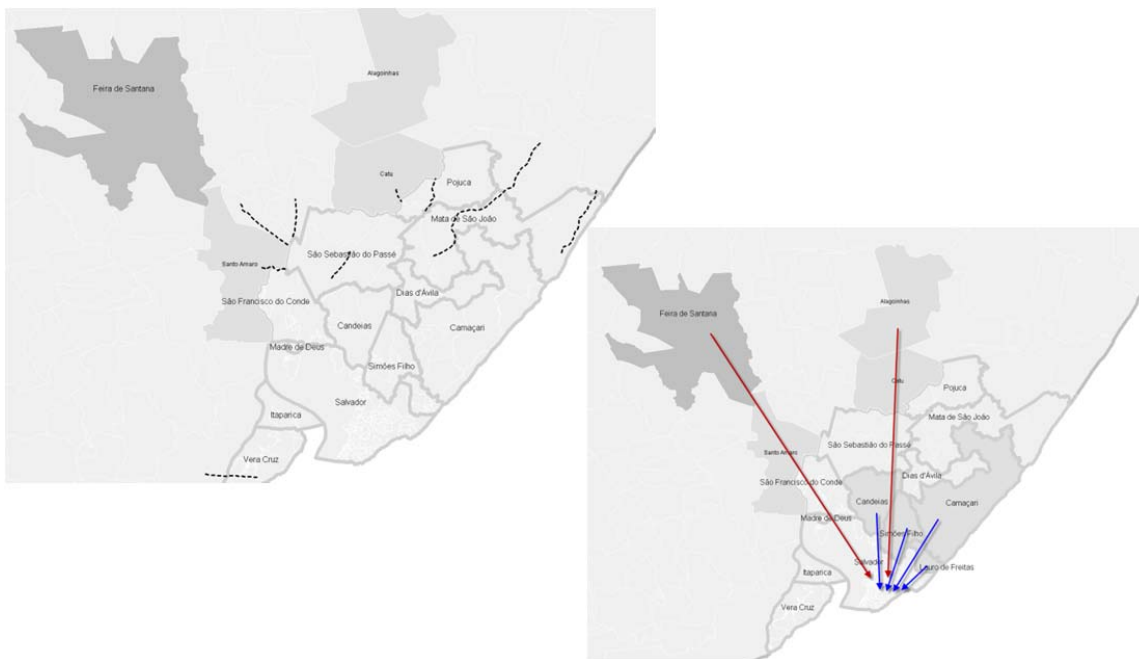 Feira de Santana
Alagoinhas
Catu
Pojuca
Mata de São João
São Sebastião do Passé
Santo Amaro
Dias d'Ávila
São Francisco do Conde
Candeias
Camaçari
Madre de Deus
Simões Filho
Salvador
Itaparica
Vera Cruz
Alagoinhas
Feira de Santana
Catu
Pojuca
Mata de São João
São Sebastião do Passé
Santo Amaro
Dias d'Ávila
São Francisco do Conde
Candeias
Camaçari
Madre de Deus
Simões Filho
Salvador
Lauro de Freitas
Itaparica
Vera Cruz